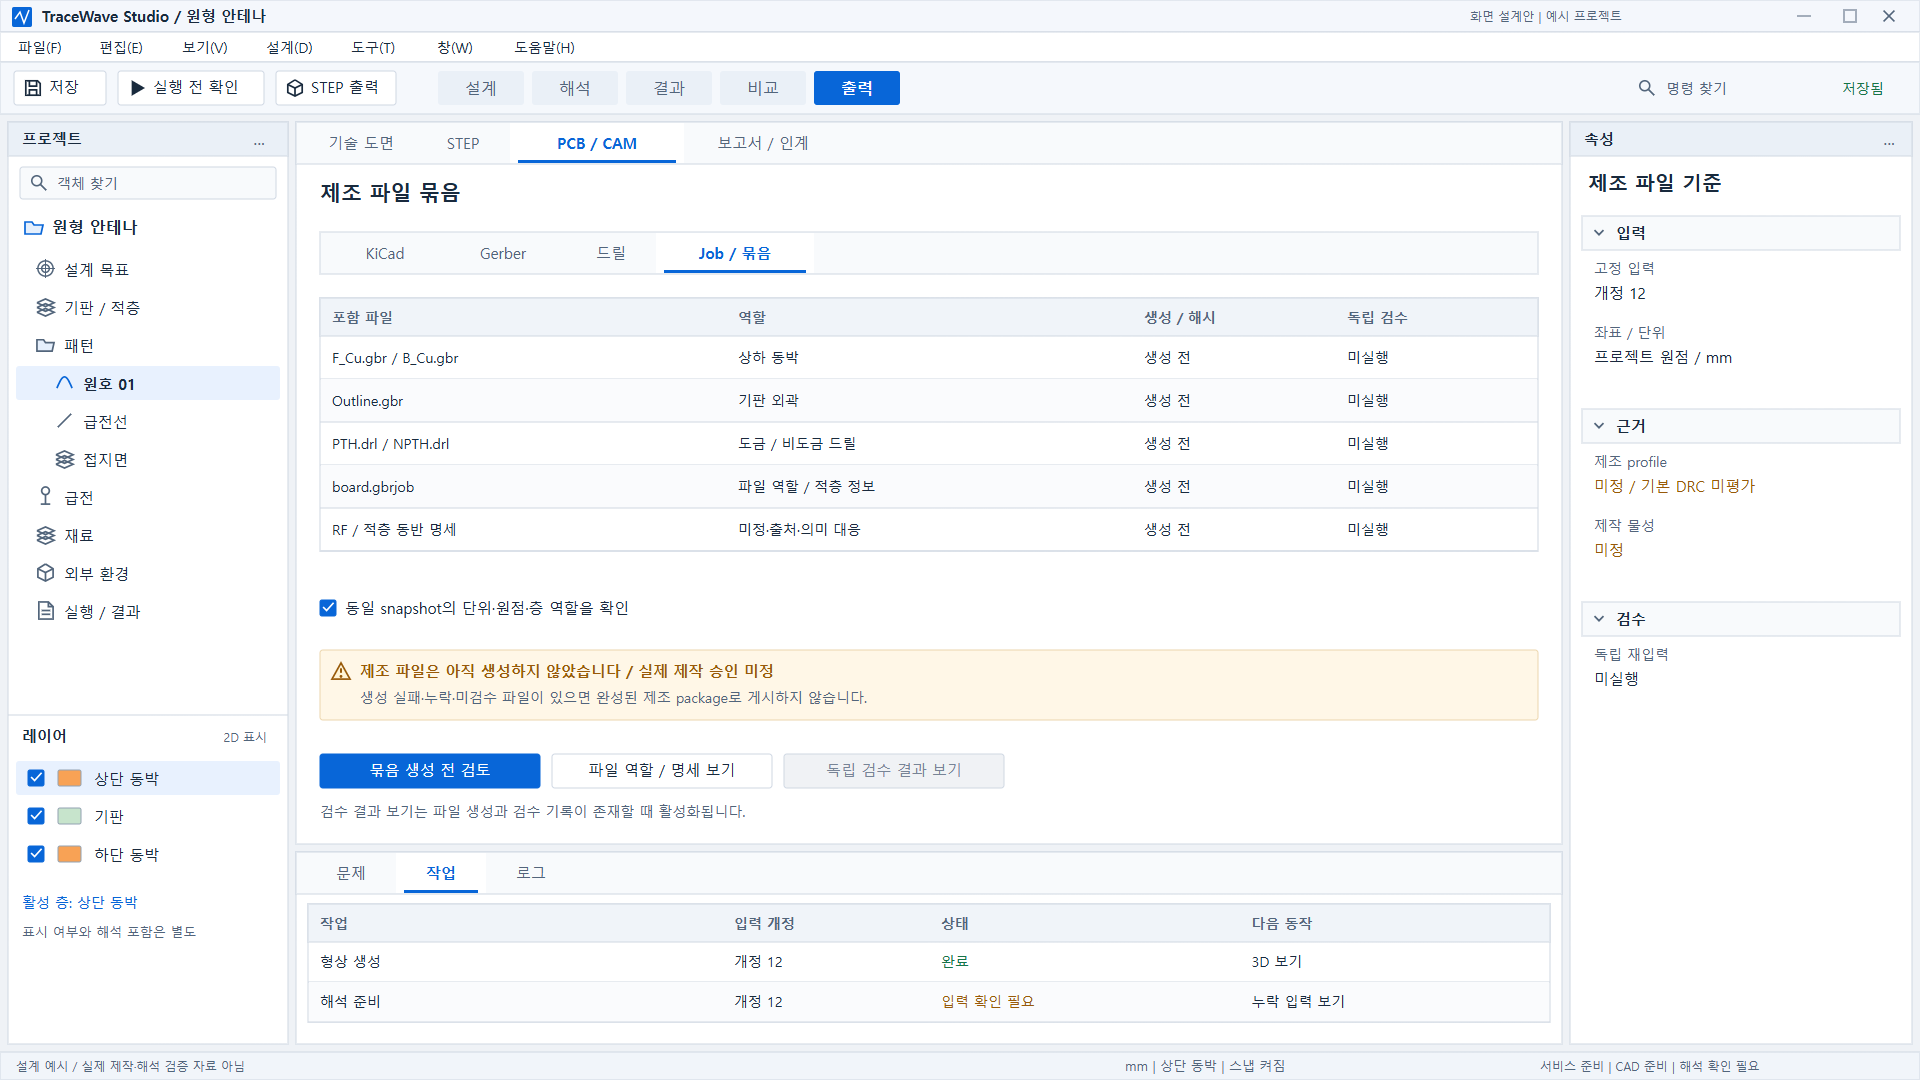 TraceWave Studio / 원형 안테나
화면 설계안 | 예시 프로젝트
파일(F) 편집(E) 보기(V) 설계(D) 도구(T) 창(W) 도움말(H)
저장 실행 전 확인 STEP 출력 설계 해석 결과 비교 출력 명령 찾기 저장됨
프로젝트 ...
객체 찾기
원형 안테나
설계 목표
기판 / 적층
패턴
원호 01
급전선
접지면
급전
재료
외부 환경
실행 / 결과
레이어 2D 표시
상단 동박
기판
하단 동박
활성 층: 상단 동박
표시 여부와 해석 포함은 별도
기술 도면 STEP PCB / CAM 보고서 / 인계
제조 파일 묶음
KiCad Gerber 드릴 Job / 묶음
포함 파일 역할 생성 / 해시 독립 검수
F_Cu.gbr / B_Cu.gbr 상하 동박 생성 전 미실행
Outline.gbr 기판 외곽 생성 전 미실행
PTH.drl / NPTH.drl 도금 / 비도금 드릴 생성 전 미실행
board.gbrjob 파일 역할 / 적층 정보 생성 전 미실행
RF / 적층 동반 명세 미정·출처·의미 대응 생성 전 미실행
동일 snapshot의 단위·원점·층 역할을 확인
제조 파일은 아직 생성하지 않았습니다 / 실제 제작 승인 미정
생성 실패·누락·미검수 파일이 있으면 완성된 제조 package로 게시하지 않습니다.
묶음 생성 전 검토 파일 역할 / 명세 보기 독립 검수 결과 보기
검수 결과 보기는 파일 생성과 검수 기록이 존재할 때 활성화됩니다.
문제 작업 로그
작업 입력 개정 상태 다음 동작
형상 생성 개정 12 완료 3D 보기
해석 준비 개정 12 입력 확인 필요 누락 입력 보기
속성 ...
제조 파일 기준
입력
고정 입력
개정 12
좌표 / 단위
프로젝트 원점 / mm
근거
제조 profile
미정 / 기본 DRC 미평가
제작 물성
미정
검수
독립 재입력
미실행
설계 예시 / 실제 제작·해석 검증 자료 아님
mm | 상단 동박 | 스냅 켜짐
서비스 준비 | CAD 준비 | 해석 확인 필요